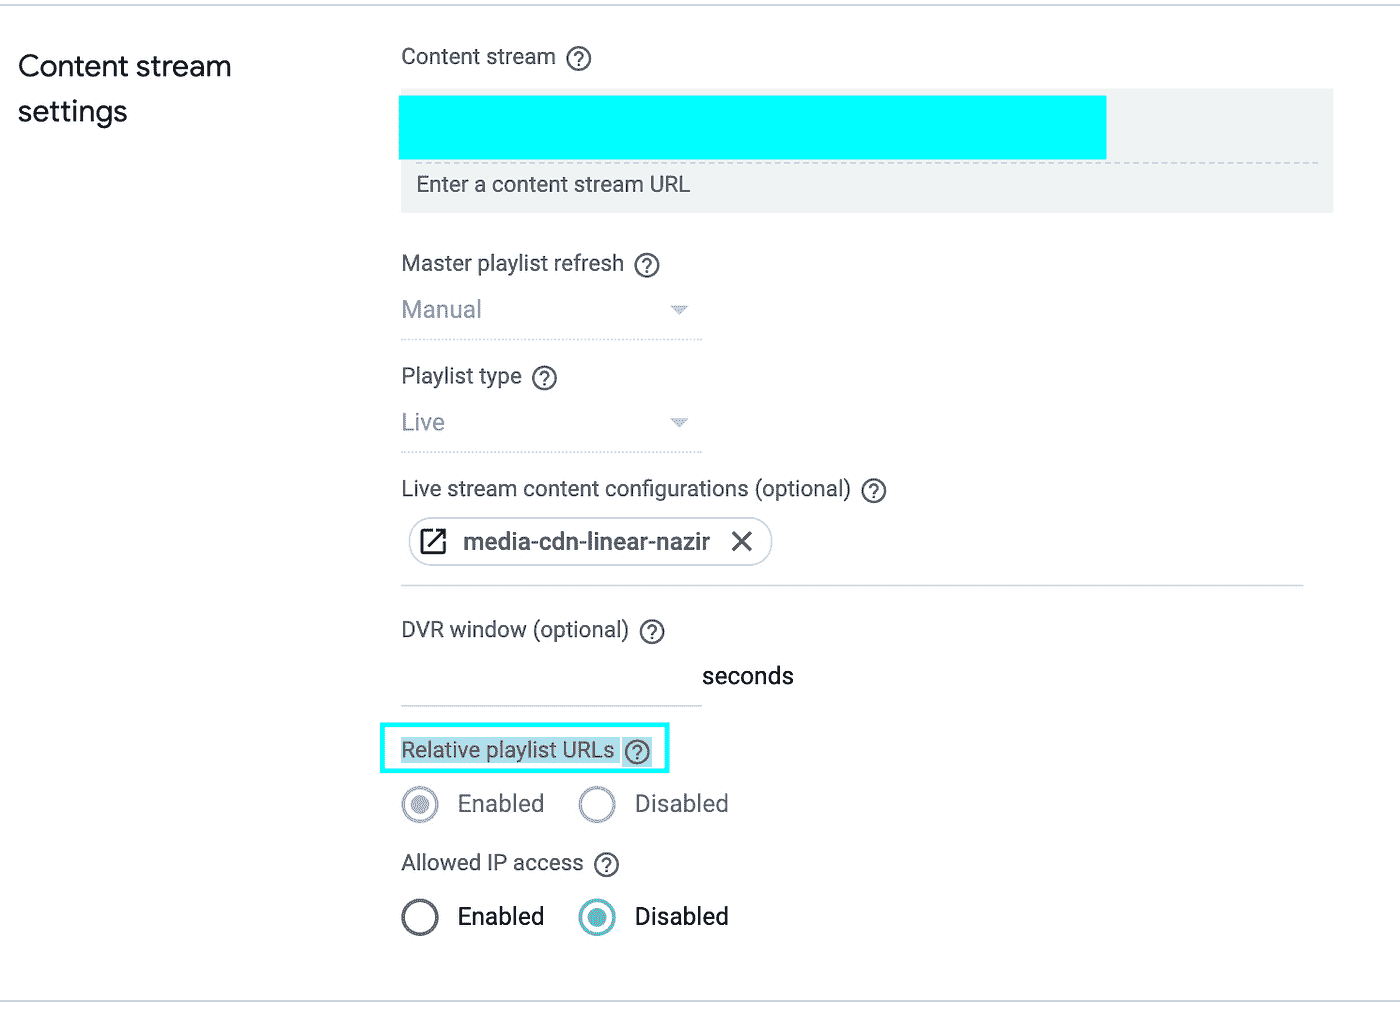 Content stream
settings
Content stream
Enter a content stream URL
Master playlist refresh
Manual
Playlist type
Live
Live stream content configurations (optional)
media-cdn-linear-nazir
DVR window (optional)
seconds
Relative playlist URLs
Enabled Disabled
Allowed IP access
Enabled Disabled